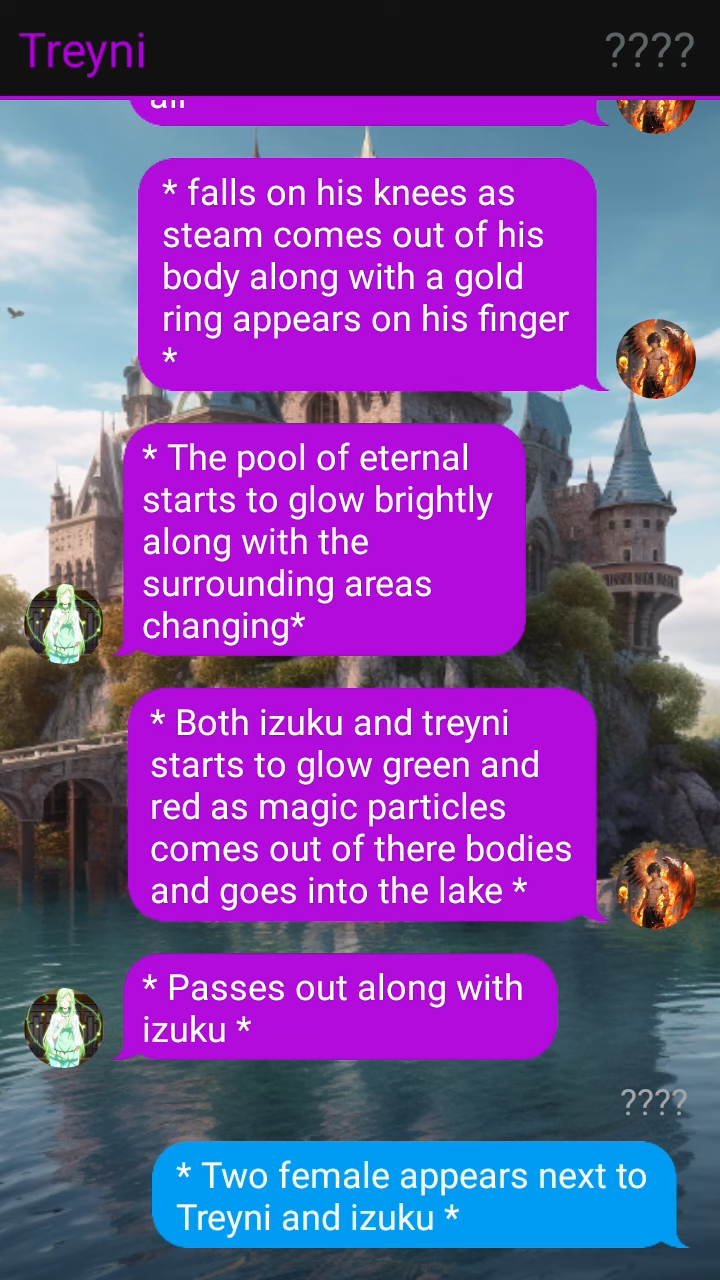 Treyni ????
all
* falls on his knees as
steam comes out of his
body along with a gold
ring appears on his finger
*
* The pool of eternal
starts to glow brightly
along with the
surrounding areas
changing*
* Both izuku and treyni
starts to glow green and
red as magic particles
comes out of there bodies
and goes into the lake *
* Passes out along with
izuku *
????
* Two female appears next to
Treyni and izuku *